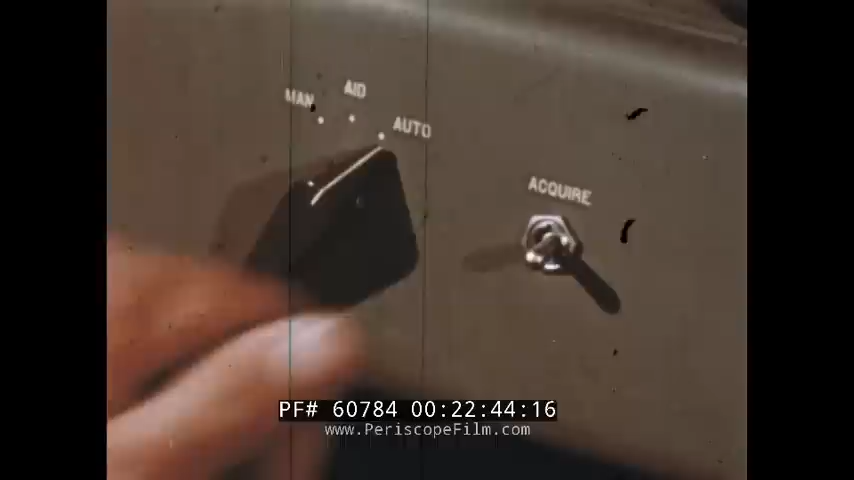 MAN
AID
AUTO
ACQUIRE
PF# 60784 00:22:44:16
www.PeriscopeFilm.com